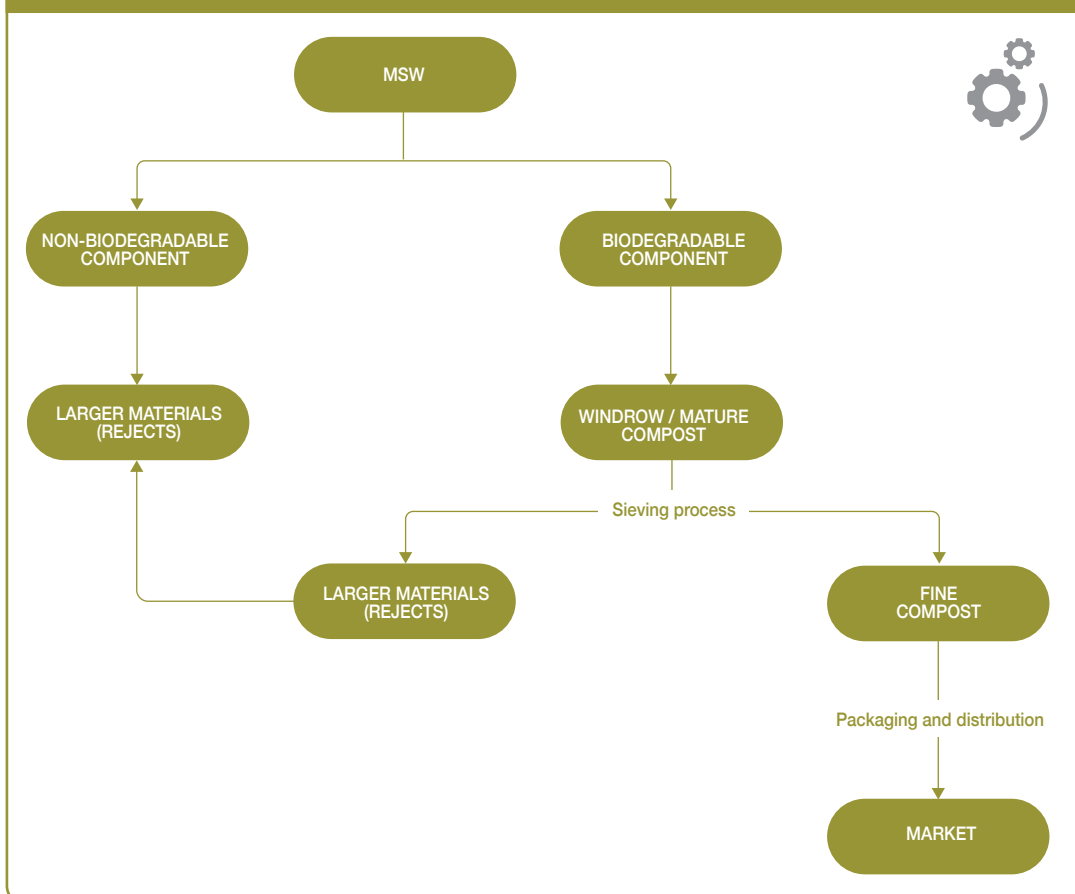 MSW
NON-BIODEGRADABLE
COMPONENT
BIODEGRADABLE
COMPONENT
LARGER MATERIALS
(REJECTS)
WINDROW / MATURE
COMPOST
Sieving process
LARGER MATERIALS
(REJECTS)
FINE
COMPOST
Packaging and distribution
MARKET